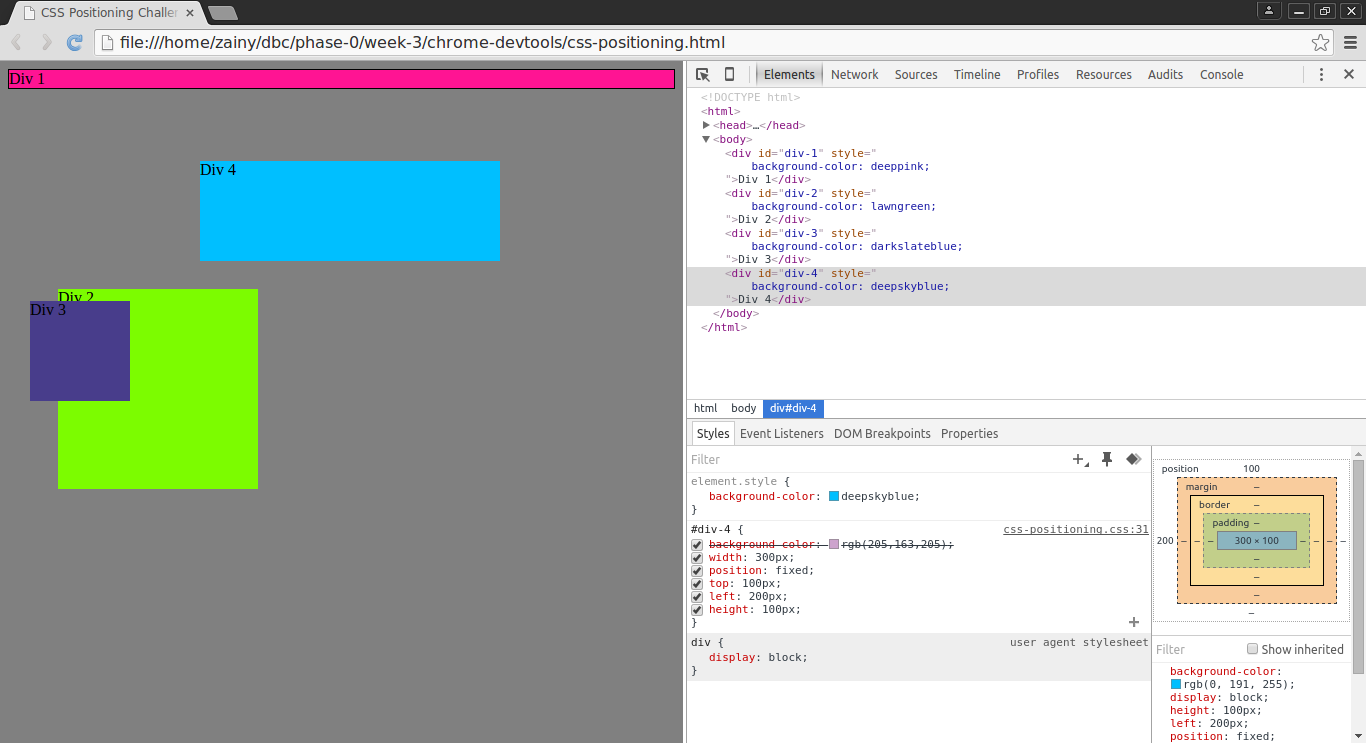 CSS Positioning Challe
file:///home/zainy/dbc/phase-0/week-3/chrome-devtools/css-positioning.html
Div 1
Div 4
Div 2
Div 3
Elements Network Sources Timeline Profiles Resources Audits Console
<!DOCTYPE html>
<html>
<head>…</head>
<body>
<div id="div-1" style="
background-color: deeppink;
">Div 1</div>
<div id="div-2" style="
background-color: lawngreen;
">Div 2</div>
<div id="div-3" style="
background-color: darkslateblue;
">Div 3</div>
<div id="div-4" style="
background-color: deepskyblue;
">Div 4</div>
</body>
</html>
html body div#div-4
Styles Event Listeners DOM Breakpoints Properties
Filter
element.style {
background-color: deepskyblue;
}
#div-4 { css-positioning.css:31
background-color: rgb(205,163,205);
width: 300px;
position: fixed;
top: 100px;
left: 200px;
height: 100px;
}
div { user agent stylesheet
display: block;
}
position 100
margin –
border –
padding –
200 – – – 300 × 100 – – – –
–
–
–
–
Filter Show inherited
background-color:
rgb(0, 191, 255);
display: block;
height: 100px;
left: 200px;
position: fixed;